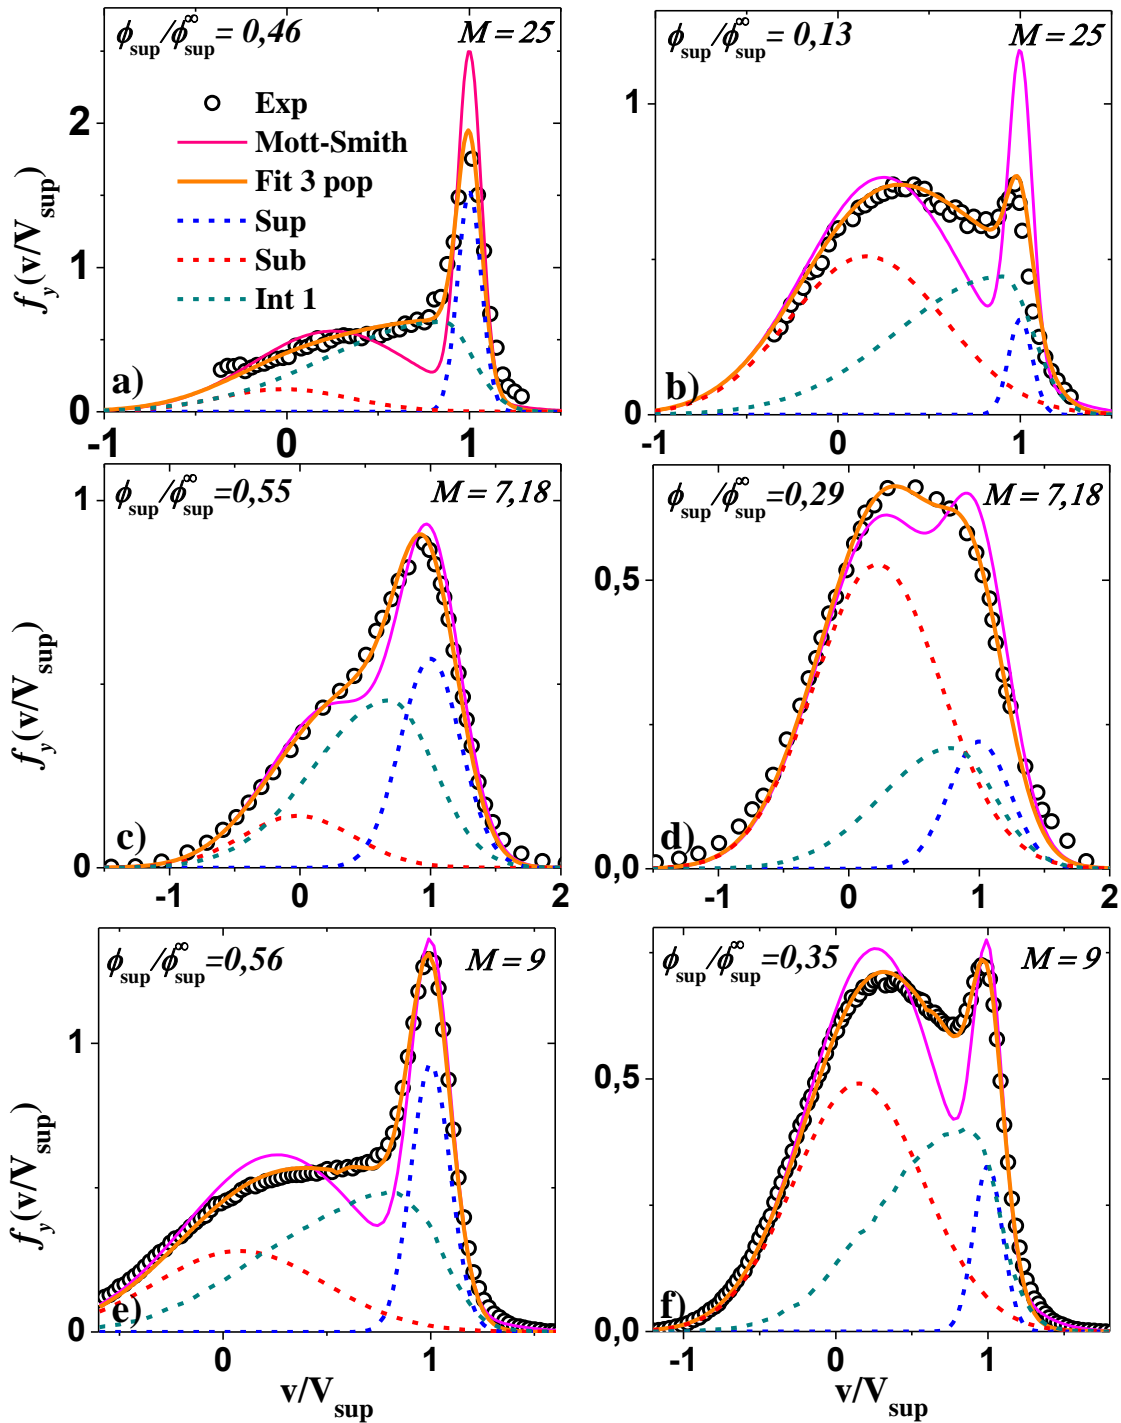 ϕsup/ϕ∞sup = 0,46 M = 25
Exp
Mott-Smith
Fit 3 pop
Sup
Sub
Int 1
fy(v/Vsup)
2
1
0
a)
-1 0 1
ϕsup/ϕ∞sup = 0,13 M = 25
1
0
b)
-1 0 1
ϕsup/ϕ∞sup =0,55 M = 7,18
fy(v/Vsup)
1
0
c)
-1 0 1 2
ϕsup/ϕ∞sup =0,29 M = 7,18
0,5
0,0
d)
-1 0 1 2
ϕsup/ϕ∞sup =0,56 M = 9
fy(v/Vsup)
1
0
e)
0 1
v/Vsup
ϕsup/ϕ∞sup =0,35 M = 9
0,5
0,0
f)
-1 0 1
v/Vsup